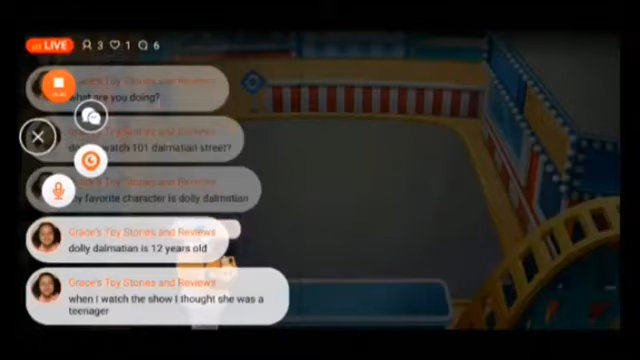 LIVE 3 1 6
Grace's Toy Stories and Reviews
what are you doing?
Grace's Toy Stories and Reviews
watch 101 dalmatian street?
Grace's Toy Stories and Reviews
my favorite character is dolly dalmatian
Grace's Toy Stories and Reviews
dolly dalmatian is 12 years old
Grace's Toy Stories and Reviews
when I watch the show I thought she was a
teenager